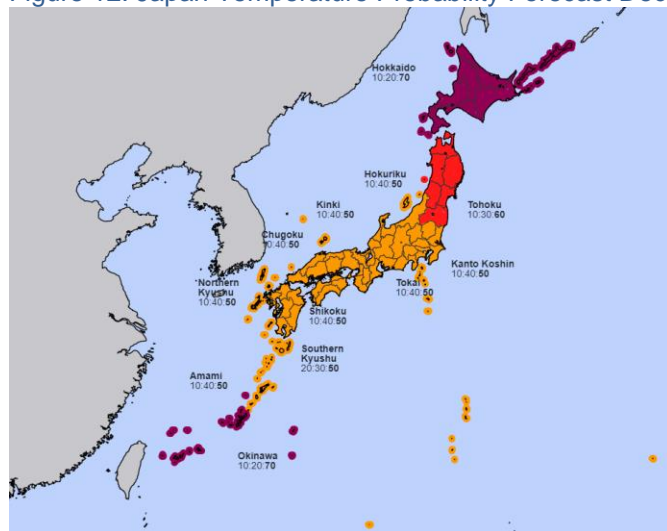 Hokkaido
10:20:70
Hokuriku
10:40:50
Kinki
10:40:50
Tohoku
10:30:60
Chugoku
10:40:50
Kanto Koshin
10:40:50
Northern
Kyushu
10:40:50
Tokai
10:40:50
Shikoku
10:40:50
Southern
Kyushu
20:30:50
Amami
10:40:50
Okinawa
10:20:70